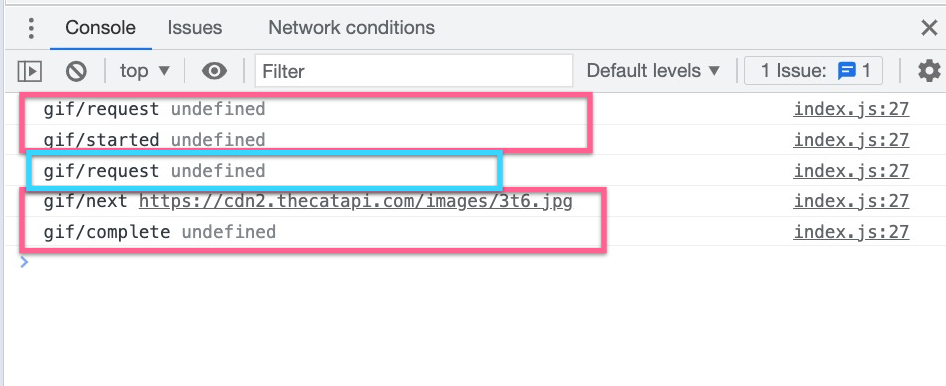 Console Issues Network conditions
top Filter Default levels 1 Issue: 1
gif/request undefined index.js:27
gif/started undefined index.js:27
gif/request undefined index.js:27
gif/next https://cdn2.thecatapi.com/images/3t6.jpg index.js:27
gif/complete undefined index.js:27